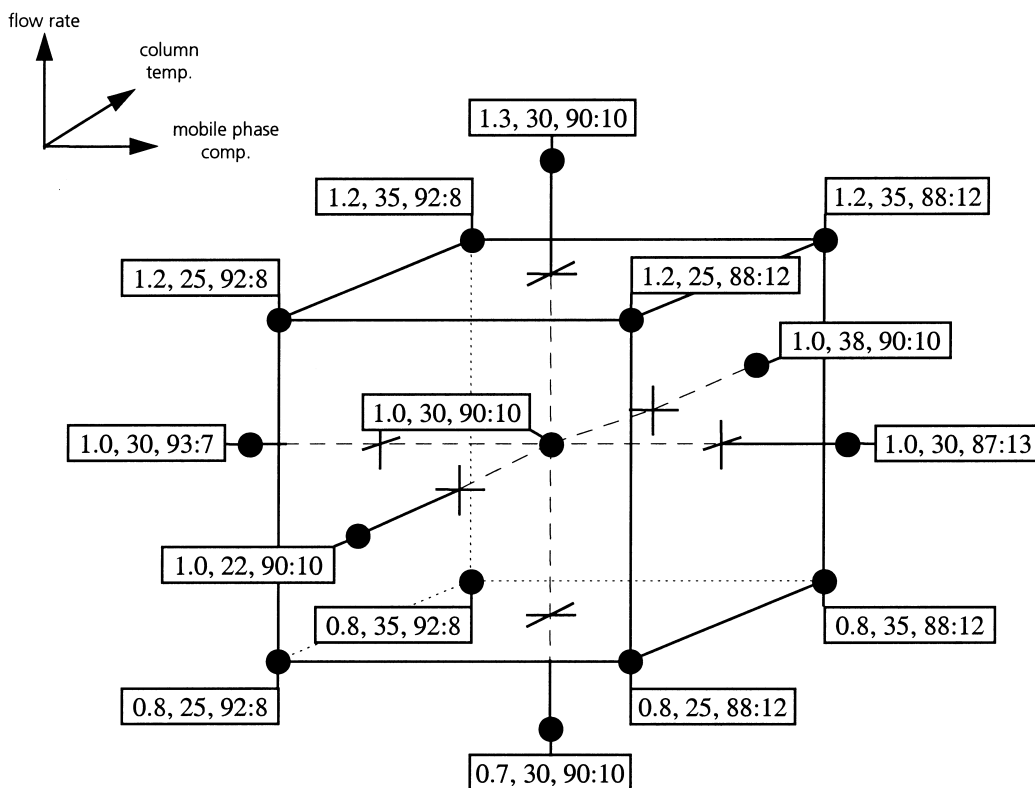 flow rate
column
temp.
mobile phase
comp.
1.3, 30, 90:10
1.2, 35, 92:8
1.2, 35, 88:12
1.2, 25, 92:8
1.2, 25, 88:12
1.0, 38, 90:10
1.0, 30, 90:10
1.0, 30, 93:7
1.0, 30, 87:13
1.0, 22, 90:10
0.8, 35, 92:8
0.8, 35, 88:12
0.8, 25, 92:8
0.8, 25, 88:12
0.7, 30, 90:10